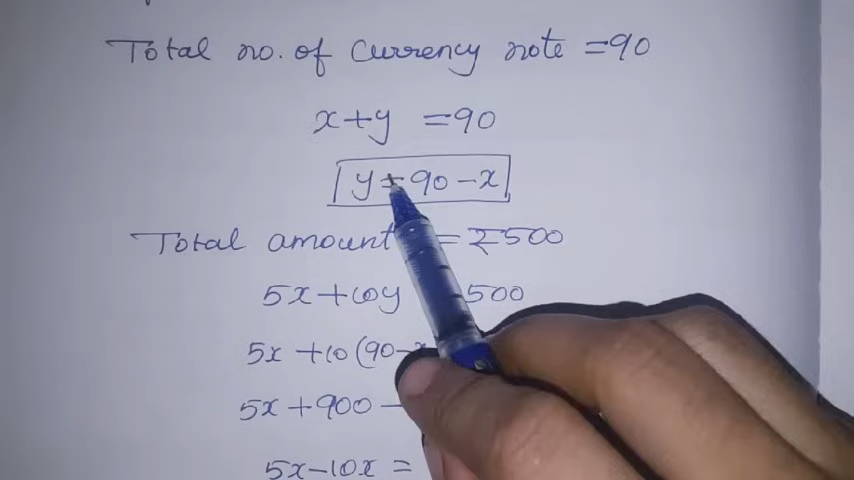 Total no. of Currency note = 90
x + y = 90
y = 90 - x
Total amount = ₹500
5x + 10y 500
5x + 10 (90 - x
5x + 900 -
5x - 10x =